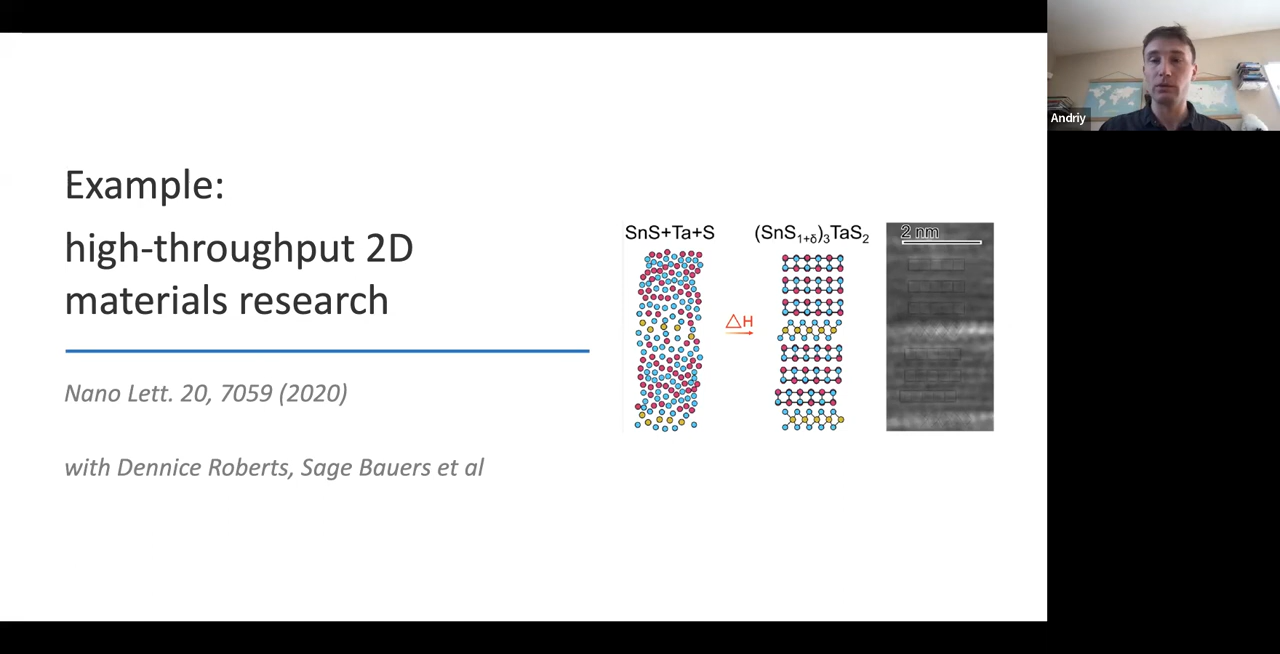 Example:
high-throughput 2D
materials research
Nano Lett. 20, 7059 (2020)
with Dennice Roberts, Sage Bauers et al
SnS+Ta+S
(SnS₁₊δ)₃TaS₂
△H
2 nm
Andriy